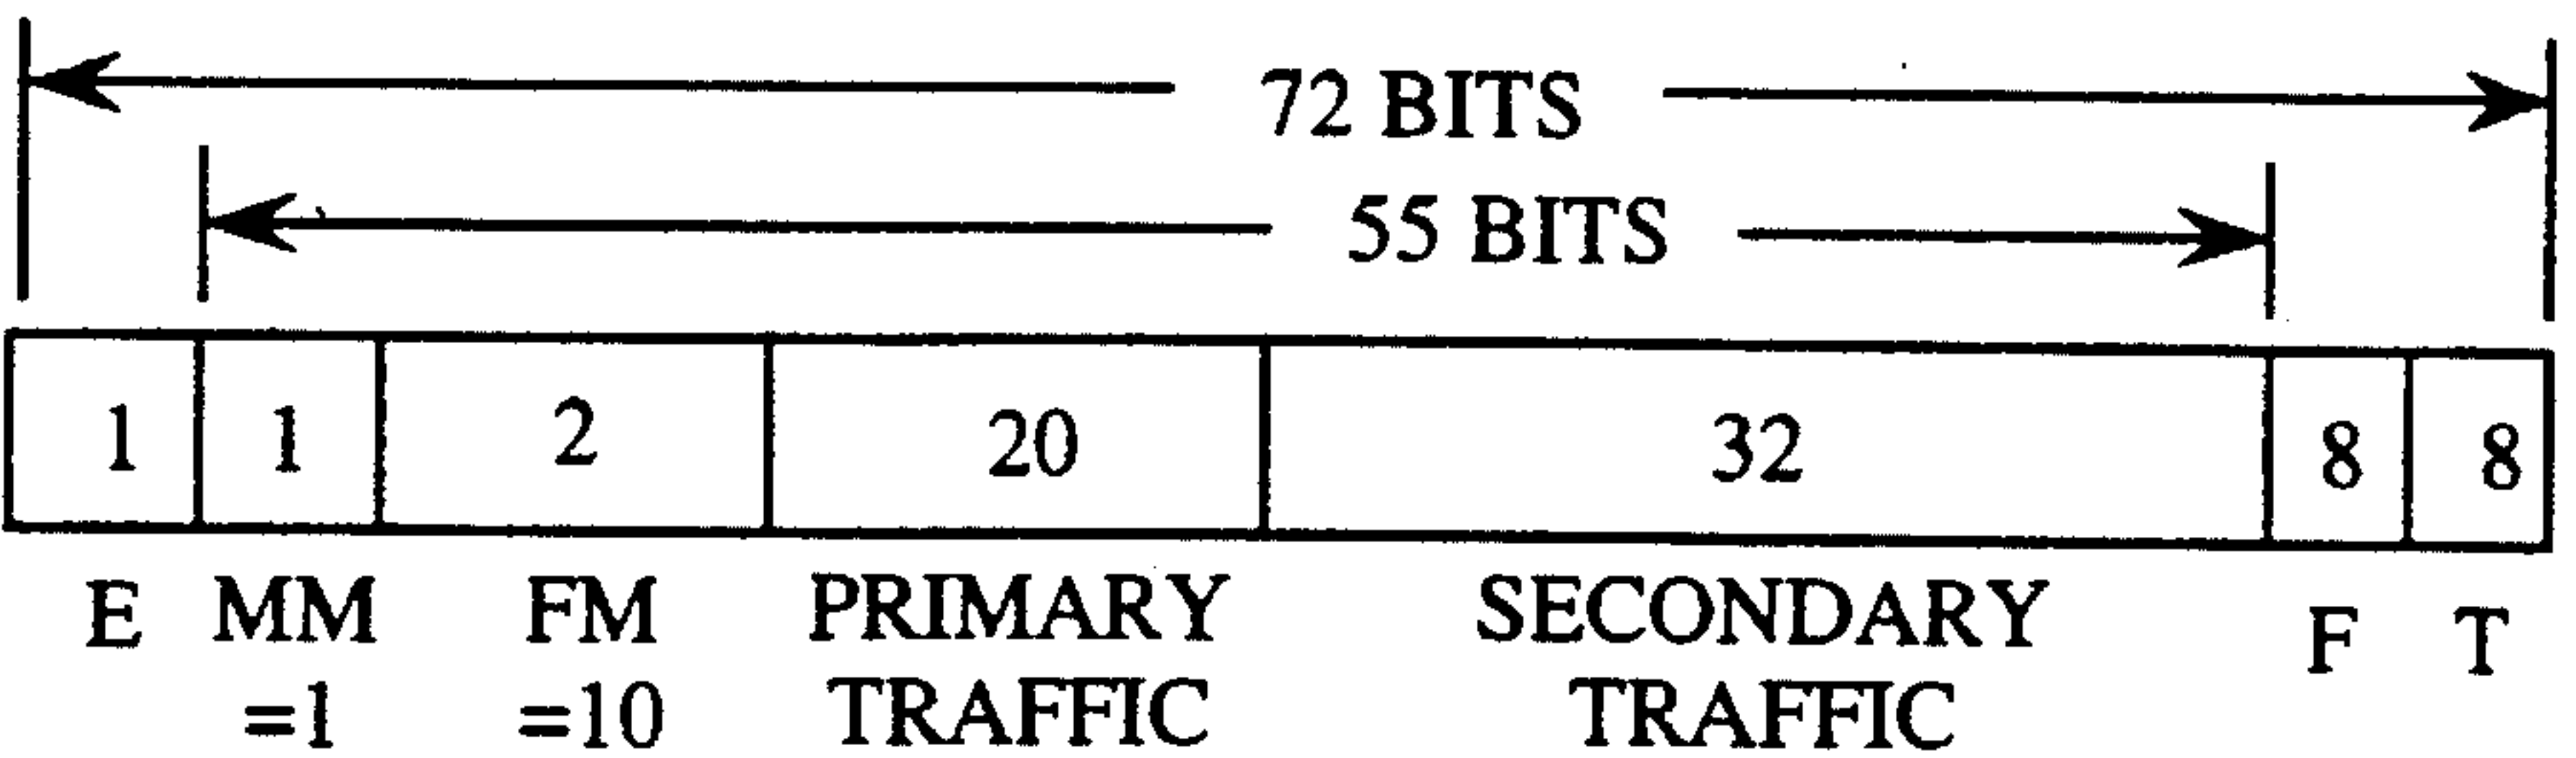 72 BITS
55 BITS
1 1 2 20 32 8 8
E MM FM PRIMARY SECONDARY F T
=1 =10 TRAFFIC TRAFFIC